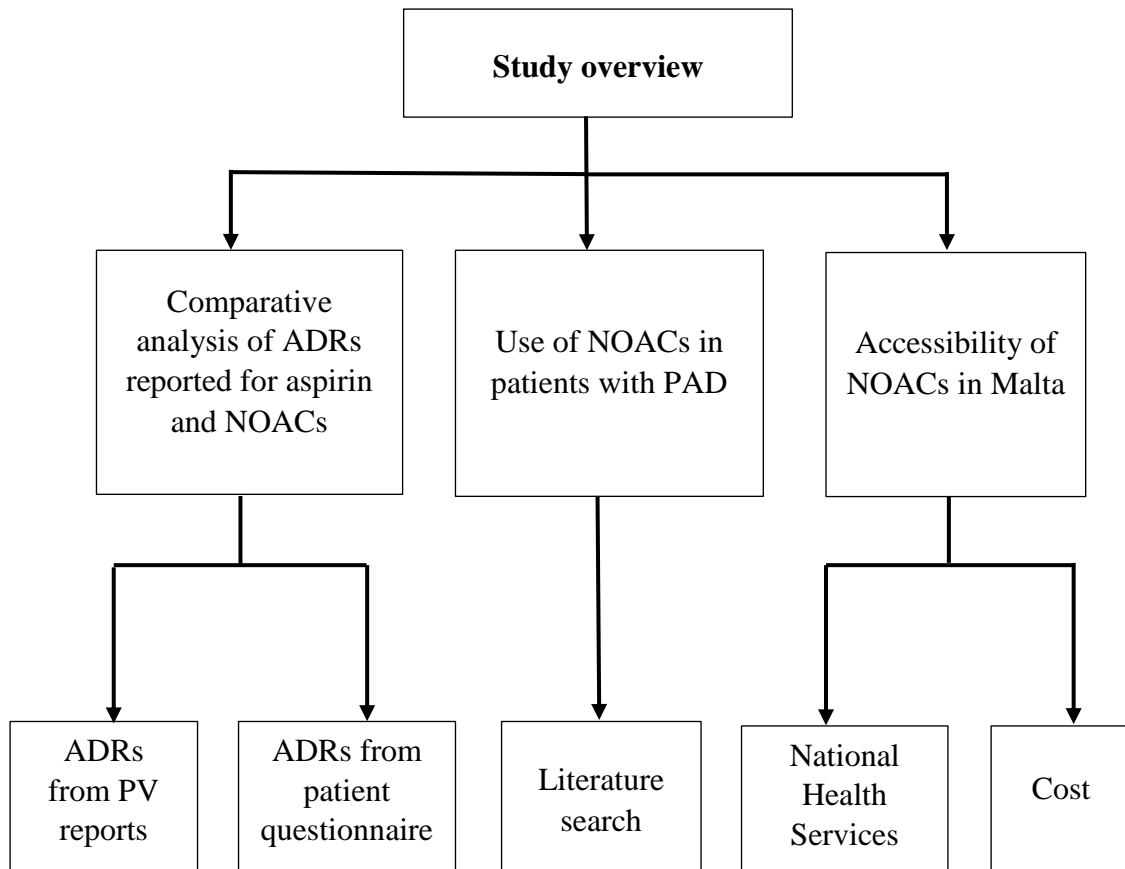 Study overview
Comparative
analysis of ADRs
reported for aspirin
and NOACs
Use of NOACs in
patients with PAD
Accessibility of
NOACs in Malta
ADRs
from PV
reports
ADRs from
patient
questionnaire
Literature
search
National
Health
Services
Cost